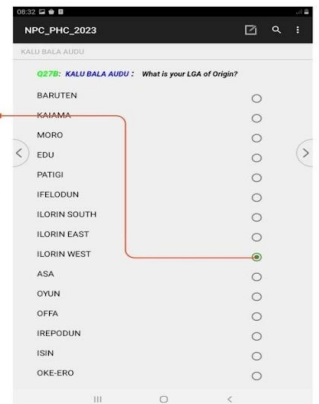 08:32
NPC_PHC_2023
KALU BALA AUDU
Q27B: KALU BALA AUDU : What is your LGA of Origin?
BARUTEN
KAIAMA
MORO
EDU
PATIGI
IFELODUN
ILORIN SOUTH
ILORIN EAST
ILORIN WEST
ASA
OYUN
OFFA
IREPODUN
ISIN
OKE-ERO